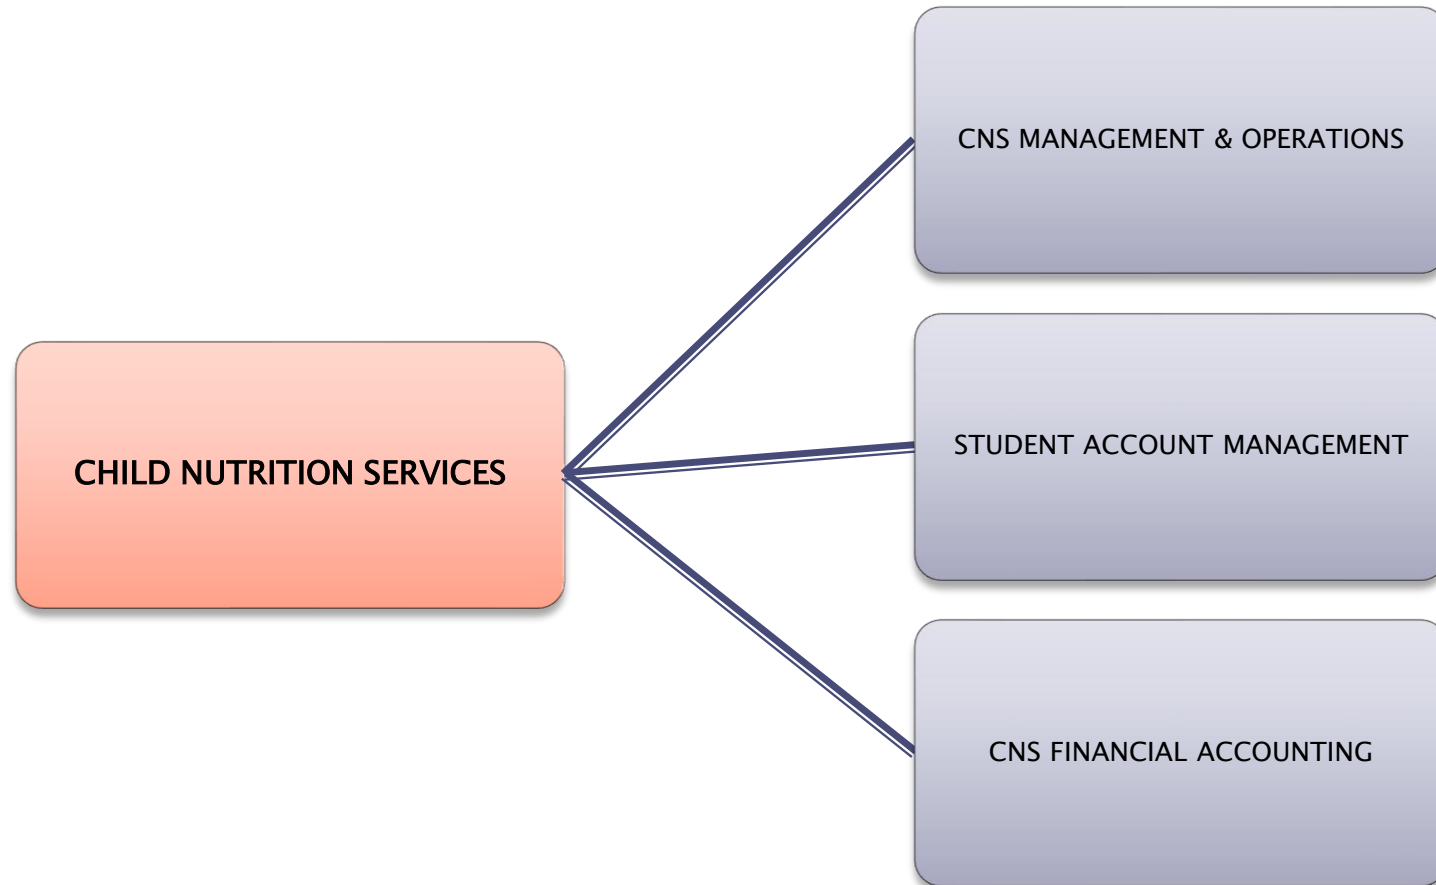 CNS MANAGEMENT & OPERATIONS
CHILD NUTRITION SERVICES
STUDENT ACCOUNT MANAGEMENT
CNS FINANCIAL ACCOUNTING